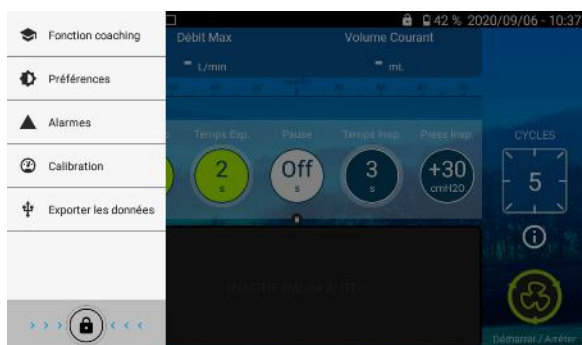 Fonction coaching
Préférences
Alarmes
Calibration
Exporter les données
42 % 2020/09/06 - 10:37
Débit Max
Volume Courant
- L/min
- mL
Temps Exp.
Pause
Temps Insp.
Press Insp.
CYCLES
2
s
Off
s
3
s
+30
cmH2O
5
Démarrer / Arrêter